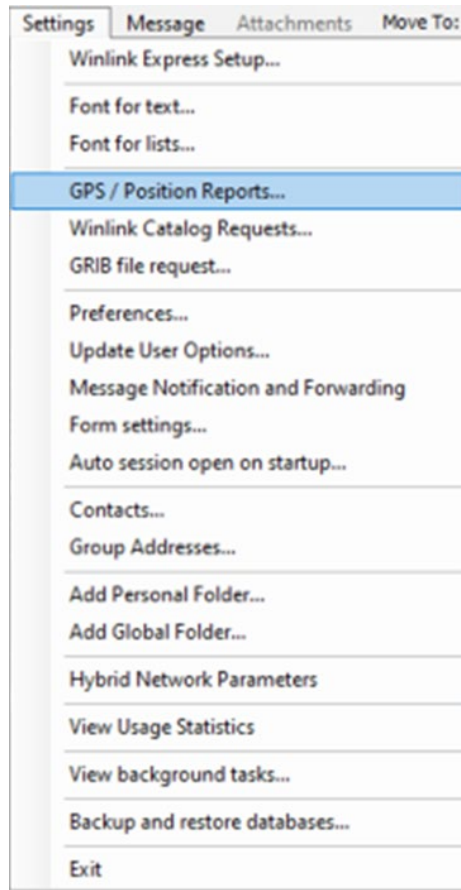 Settings Message Attachments Move To:
Winlink Express Setup...
Font for text...
Font for lists...
GPS / Position Reports...
Winlink Catalog Requests...
GRIB file request...
Preferences...
Update User Options...
Message Notification and Forwarding
Form settings...
Auto session open on startup...
Contacts...
Group Addresses...
Add Personal Folder...
Add Global Folder...
Hybrid Network Parameters
View Usage Statistics
View background tasks...
Backup and restore databases...
Exit